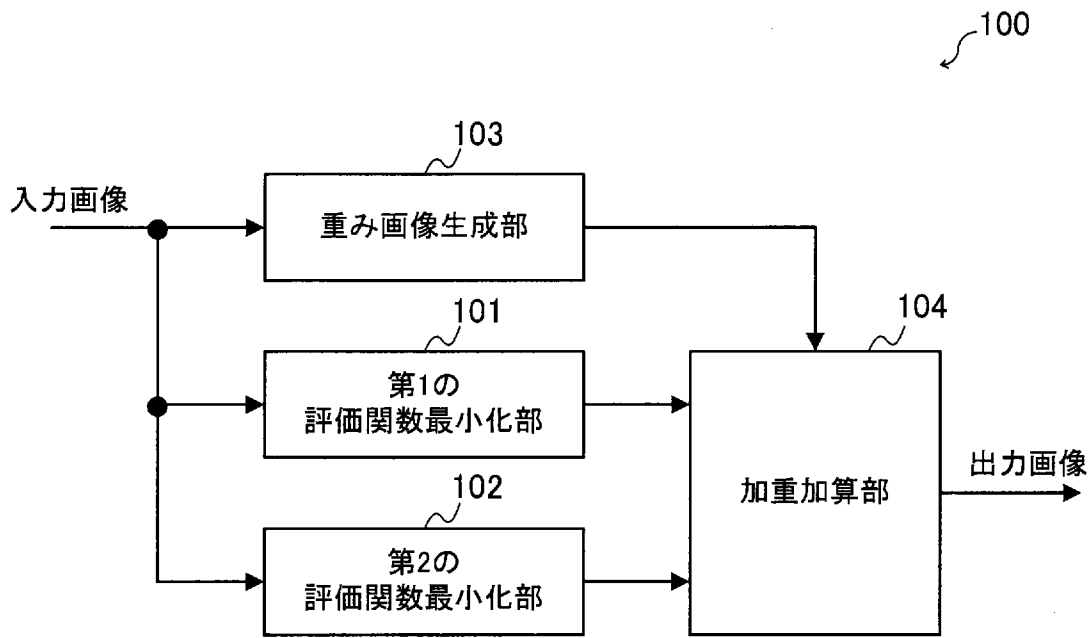 100
103
入力画像
重み画像生成部
101
104
第1の
評価関数最小化部
出力画像
加重加算部
102
第2の
評価関数最小化部